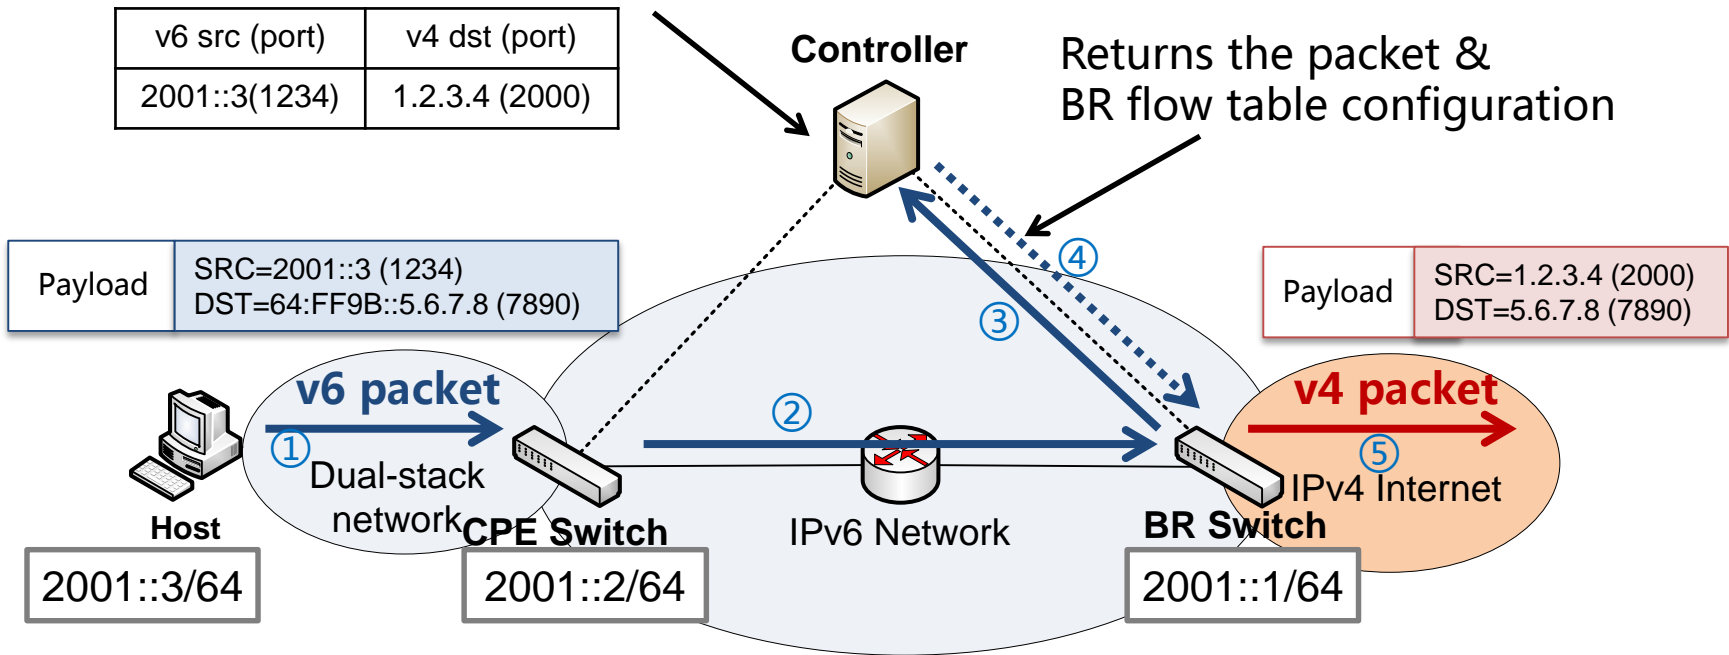 v6 src (port) v4 dst (port)
2001::3(1234) 1.2.3.4 (2000)
Controller
Returns the packet &
BR flow table configuration
Payload
SRC=2001::3 (1234)
DST=64:FF9B::5.6.7.8 (7890)
④
③
Payload
SRC=1.2.3.4 (2000)
DST=5.6.7.8 (7890)
v6 packet
①
②
v4 packet
⑤
Dual-stack
network
IPv4 Internet
Host
CPE Switch
IPv6 Network
BR Switch
2001::3/64
2001::2/64
2001::1/64